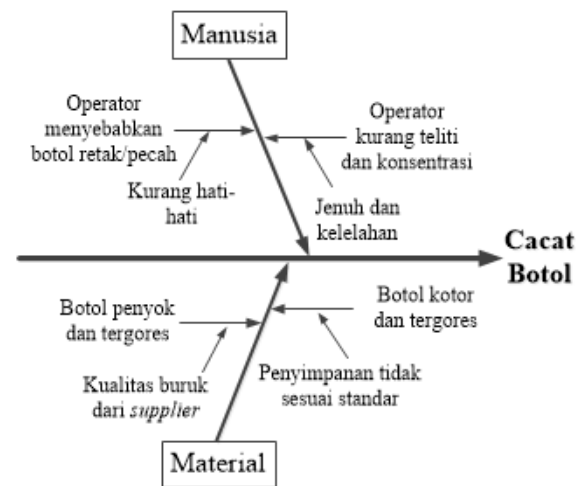 Manusia
Operator
menyebabkan
botol retak/pecah
Kurang hati-
hati
Operator
kurang teliti
dan konsentrasi
Jenuh dan
kelelahan
Cacat
Botol
Botol penyok
dan tergores
Kualitas buruk
dari supplier
Botol kotor
dan tergores
Penyimpanan tidak
sesuai standar
Material